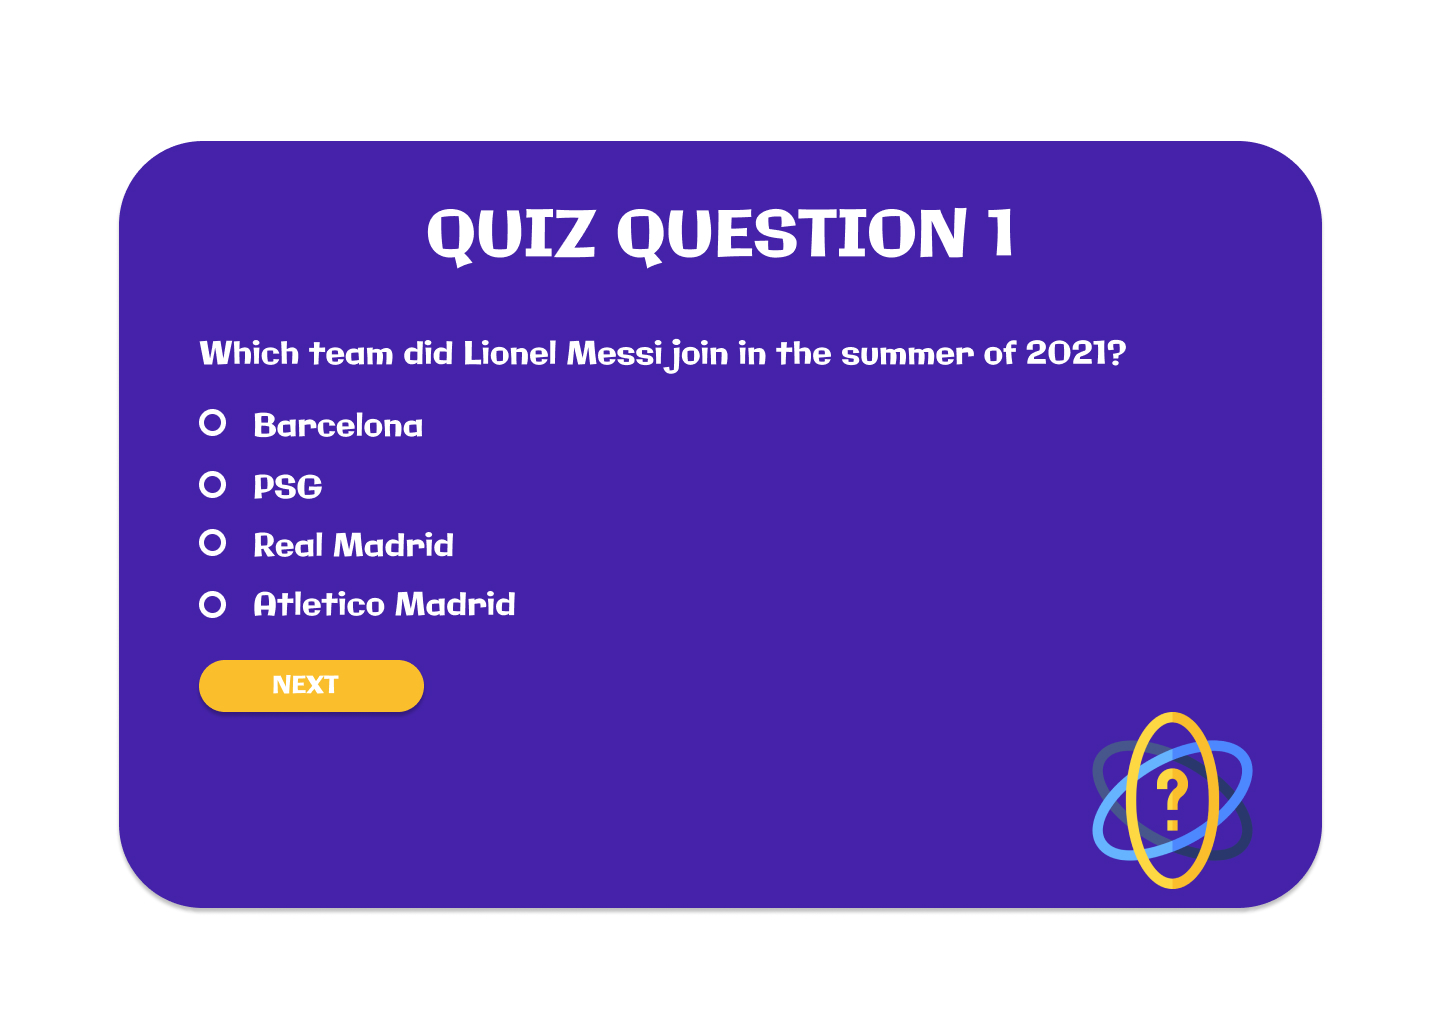 QUIZ QUESTION 1
Which team did Lionel Messi join in the summer of 2021?
Barcelona
PSG
Real Madrid
Atletico Madrid
NEXT
?